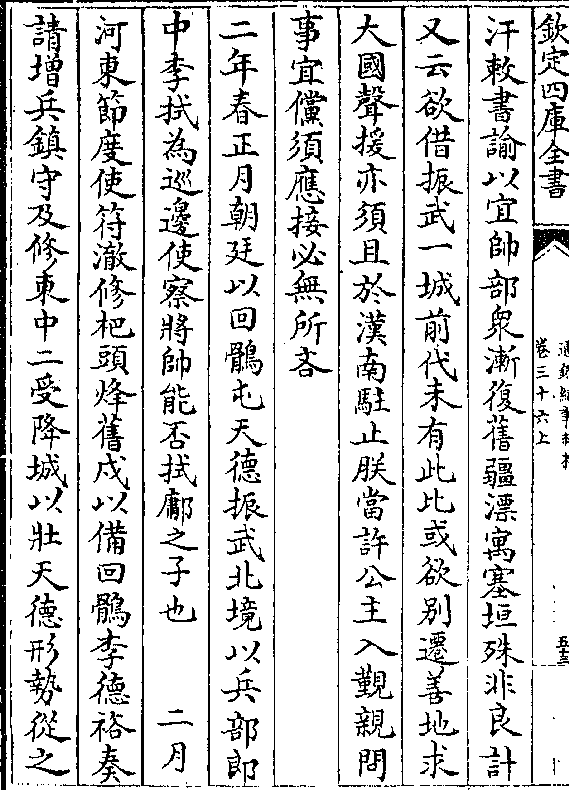 欽定四庫全書
通鑑紀事本末
卷三十六上
汗敕書諭以宜帥部衆漸復舊疆漂寓塞垣殊非良計
又云欲借振武一城前代未有此比或欲别遷善地求
大國聲援亦須且於漠南駐止朕當許公主入覲親問
事宜儻須應接必無所吝
二年春正月朝廷以回鶻屯天德振武北境以兵部郎
中李拭為巡邊使察將帥能否拭鄘之子也　二月
河東節度使符澈修杷頭烽舊戍以備回鶻李德裕奏
請增兵鎮守及修東中二受降城以壯天德形勢從之